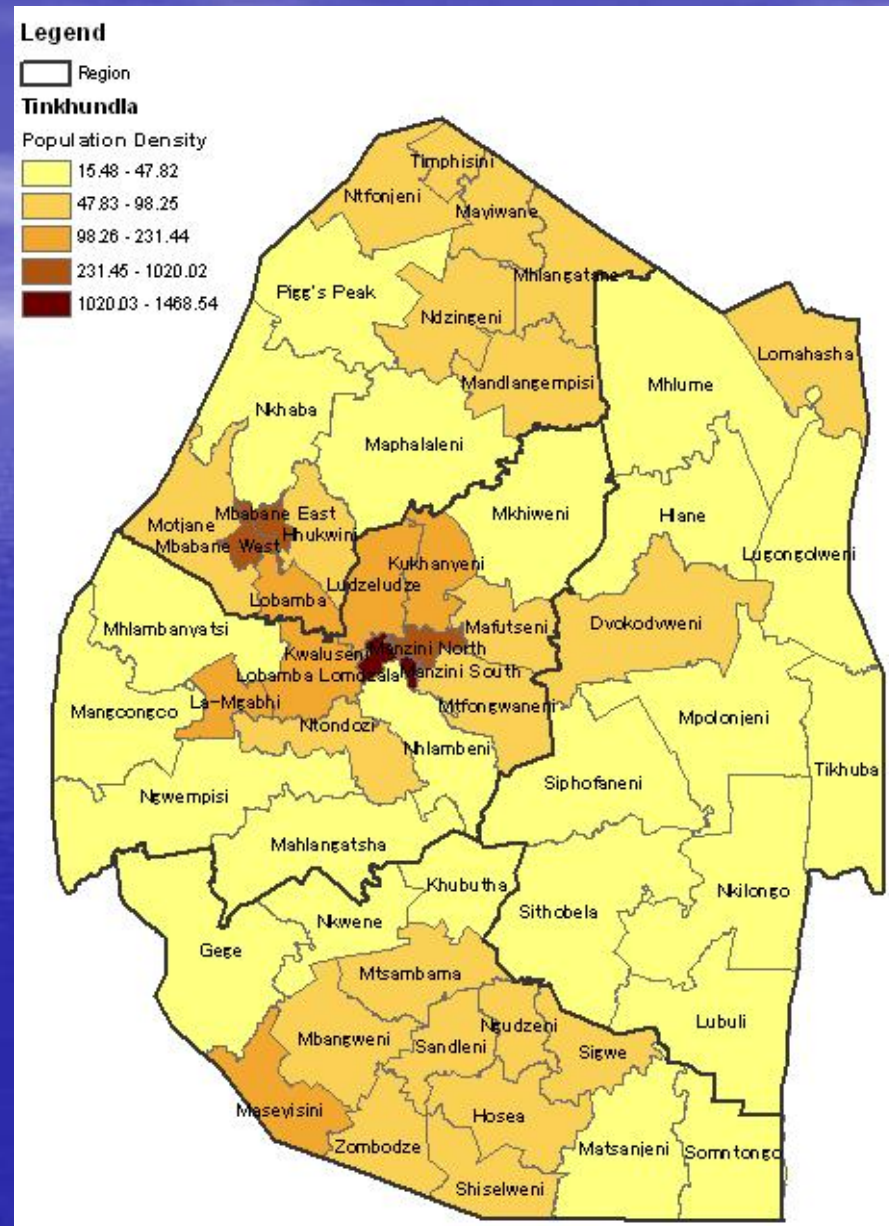 Legend
Region
Tinkhundla
Population Density
15.48 - 47.82
47.83 - 98.25
98.26 - 231.44
231.45 - 1020.02
1020.03 - 1468.54
Timphisini
Ntfonjeni
Mayiwane
Mhlangatane
Pigg's Peak
Ndzingeni
Lomahasha
Mandlangempisi
Mhlume
Nkhaba
Maphalaleni
Mkhiweni
Hlane
Mbabane East
Motjane
Hhukwini
Mbabane West
Lugongolweni
Kukhanyeni
Ludzeludze
Lobamba
Mafutseni
Dvokodvweni
Mhlambanyatsi
Kwaluseni
Manzini North
Lobamba Lomdzala
Manzini South
La-Mgabhi
Mangcongco
Mtfongwaneni
Ntondozi
Mpolonjeni
Nhlambeni
Tikhuba
Siphofaneni
Ngwempisi
Mahlangatsha
Khubutha
Nkilongo
Sithobela
Nkwene
Gege
Mtsambama
Lubuli
Ngudzeni
Mbangweni
Sandleni
Sigwe
Maseyisini
Hosea
Zombodze
Matsanjeni
Somntongo
Shiselweni